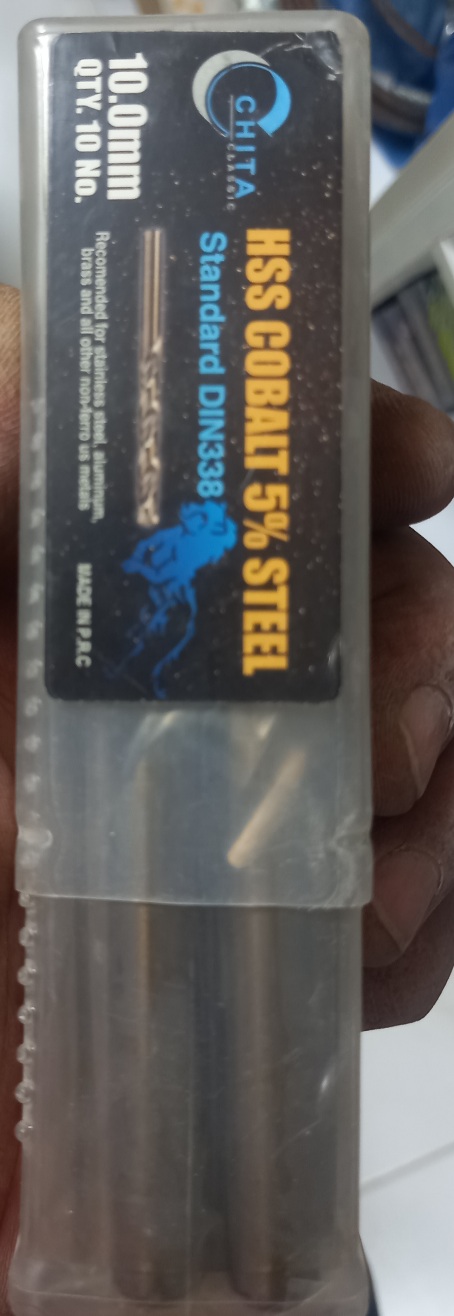 CHITA
CLASSIC
HSS COBALT 5% STEEL
Standard DIN338
10.0mm
QTY. 10 No.
Recomended for stainless steel, aluminum,
brass and all other non-ferro us metals
MADE IN P.R.C